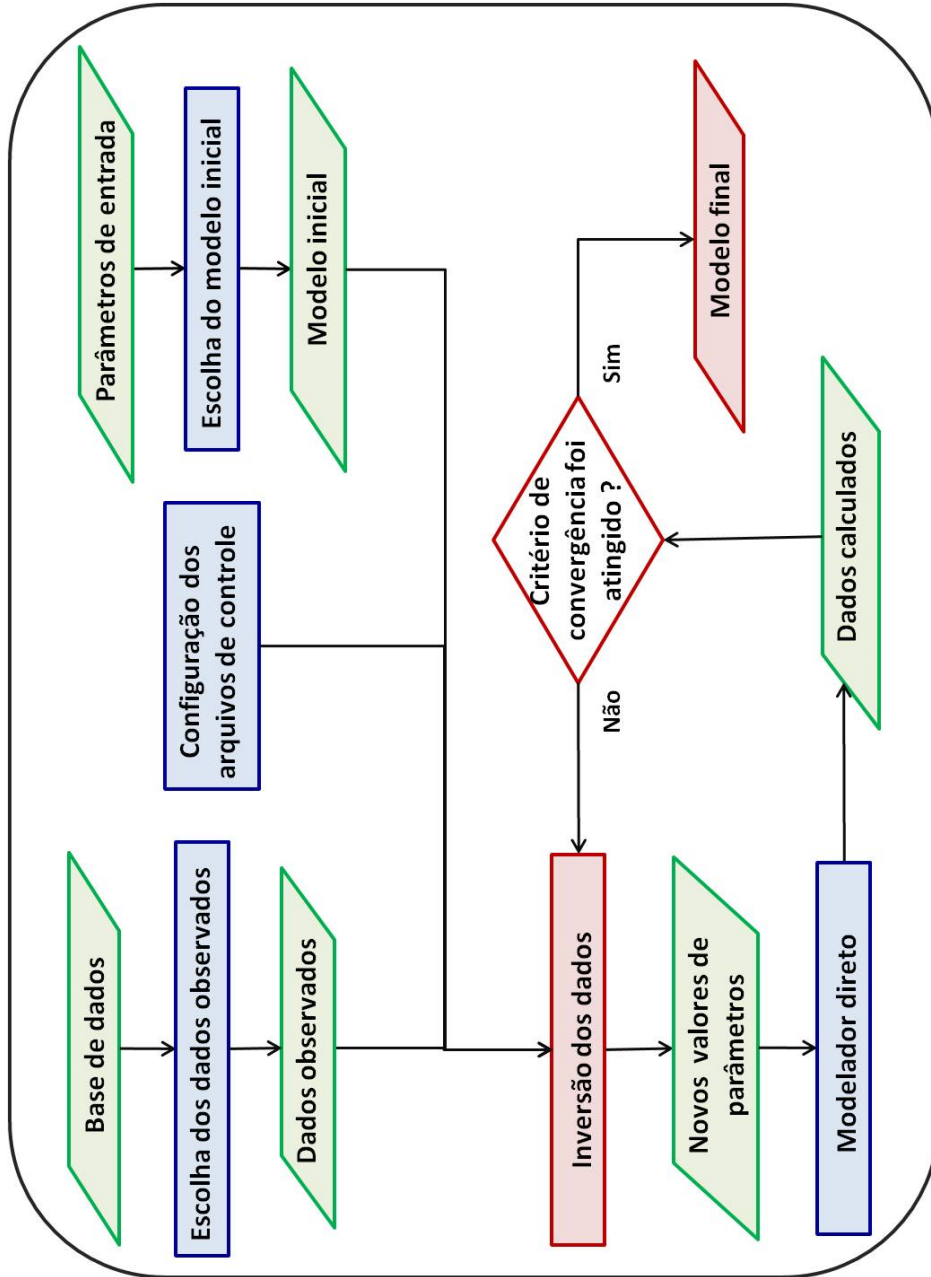 Base de dados
Escolha dos dados observados
Dados observados
Configuração dos
arquivos de controle
Parâmetros de entrada
Escolha do modelo inicial
Modelo inicial
Inversão dos dados
Novos valores de
parâmetros
Modelador direto
Dados calculados
Critério de
convergência foi
atingido ?
Não
Sim
Modelo final